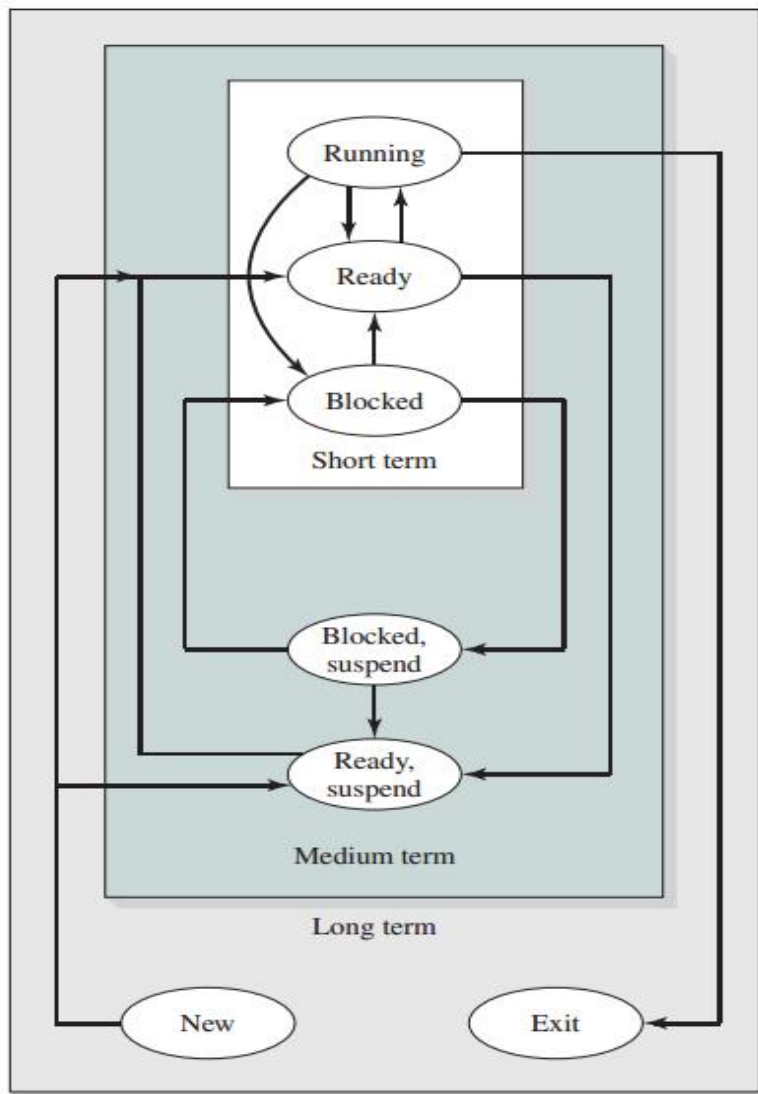 Running
Ready
Blocked
Short term
Blocked,
suspend
Ready,
suspend
Medium term
Long term
New
Exit